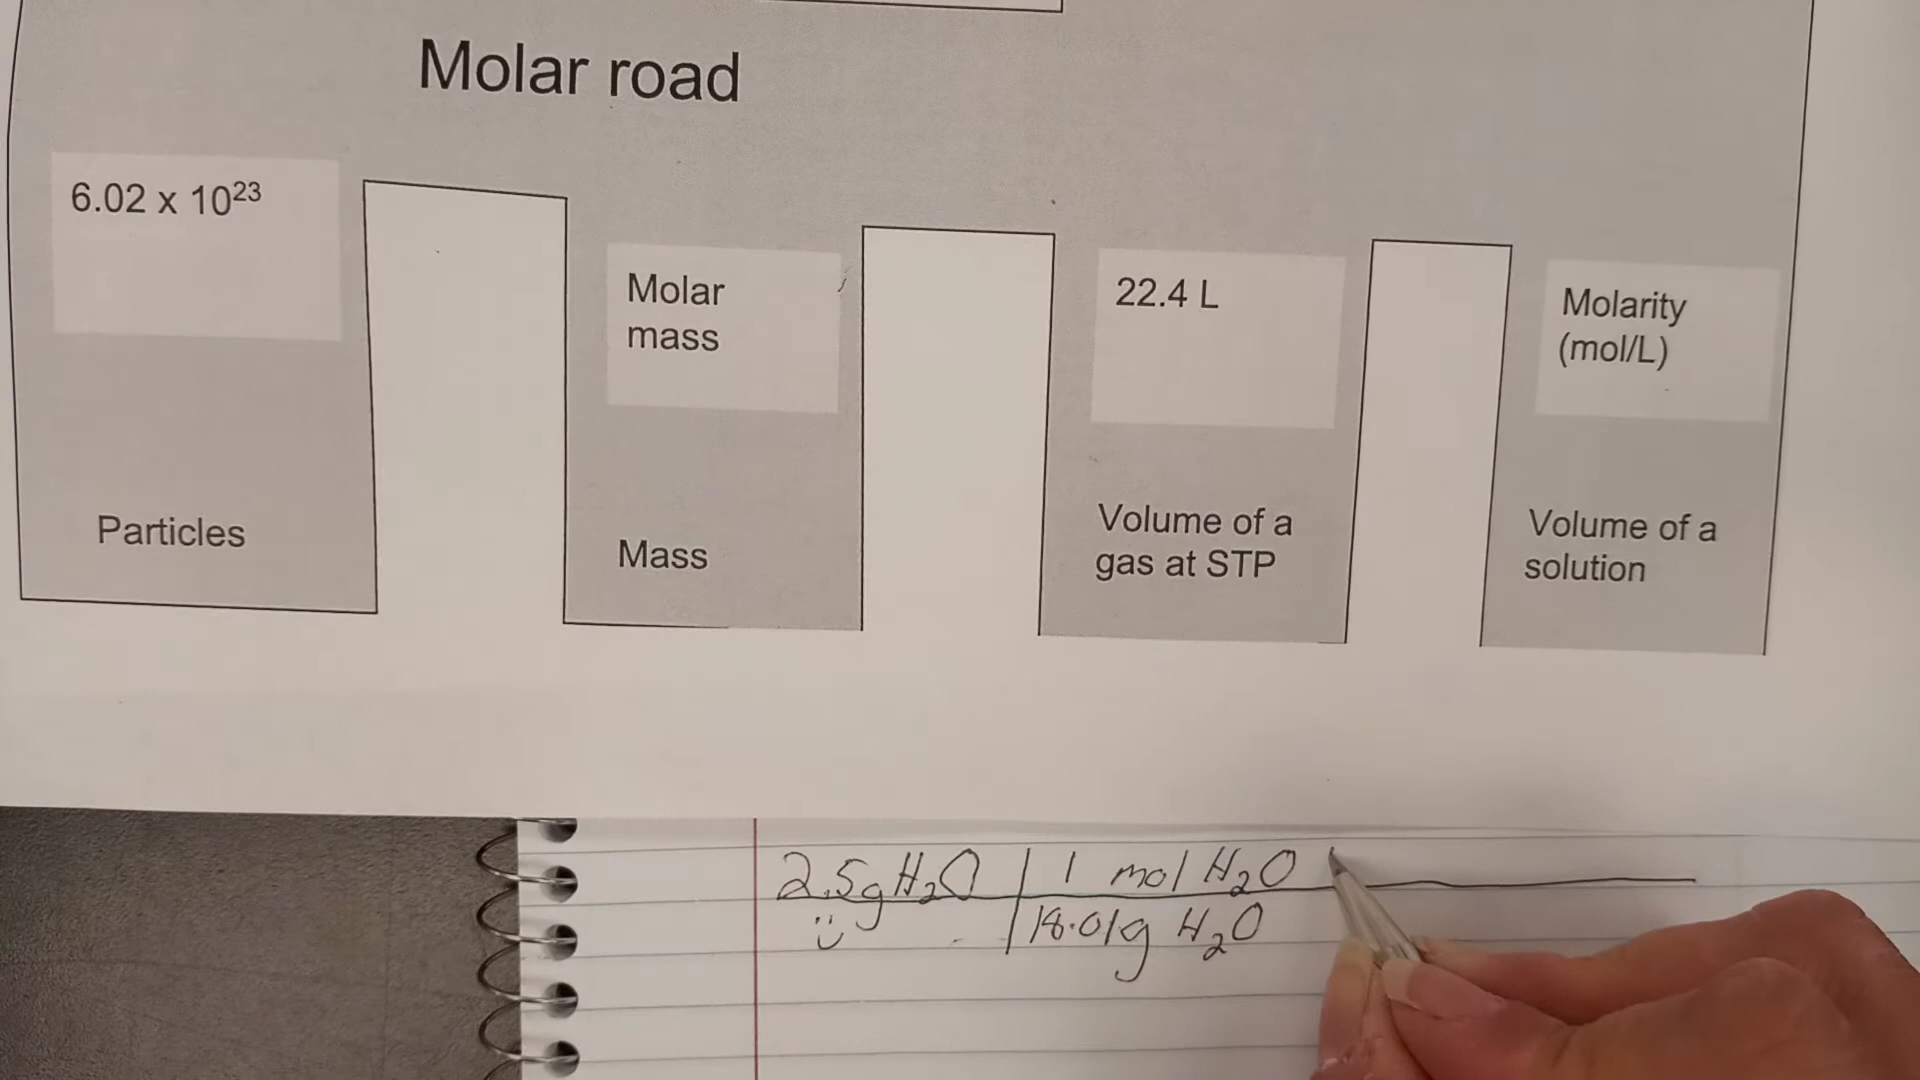 Molar road
6.02 x 10²³
Molar
mass
22.4 L
Molarity
(mol/L)
Particles
Mass
Volume of a
gas at STP
Volume of a
solution
2.5g H₂O | 1 mol H₂O
18.01g H₂O